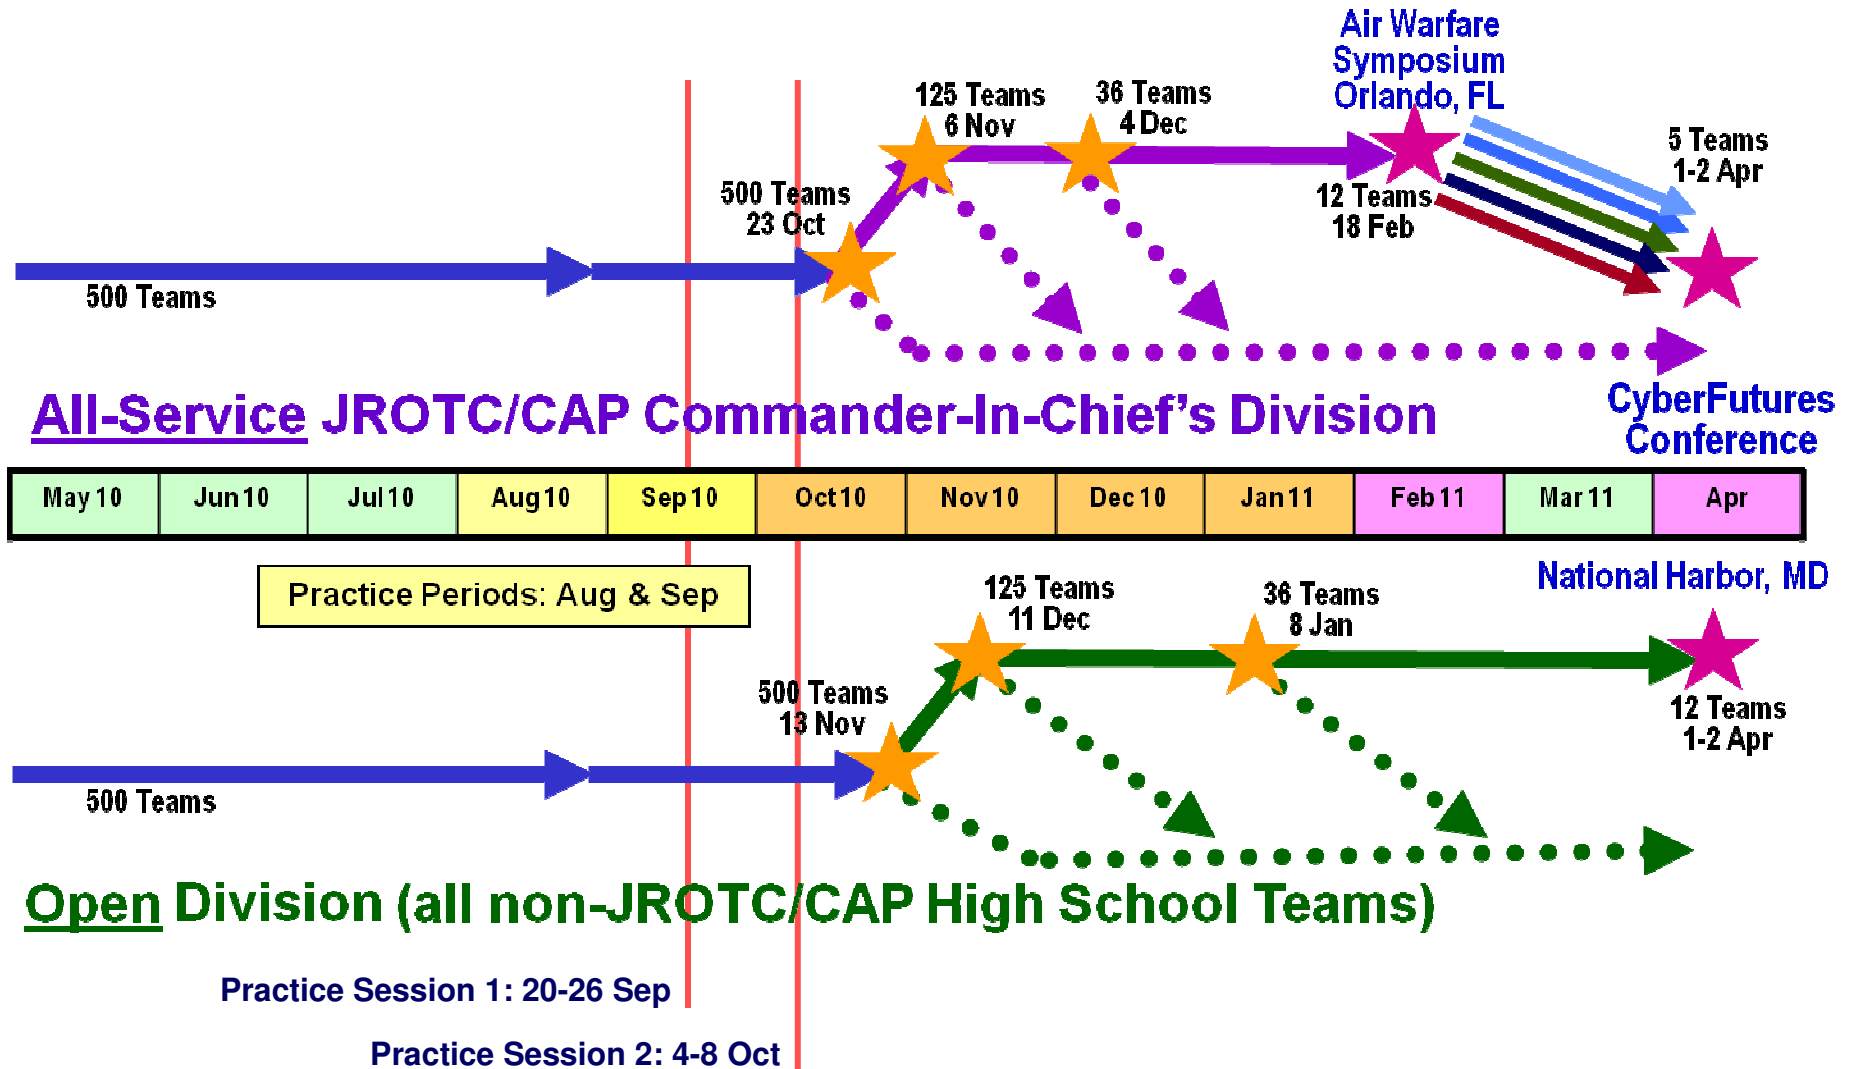 Air Warfare
Symposium
Orlando, FL
125 Teams
6 Nov
36 Teams
4 Dec
5 Teams
1-2 Apr
500 Teams
23 Oct
12 Teams
18 Feb
500 Teams
All-Service JROTC/CAP Commander-In-Chief's Division
CyberFutures
Conference
May 10 Jun 10 Jul 10 Aug 10 Sep 10 Oct 10 Nov 10 Dec 10 Jan 11 Feb 11 Mar 11 Apr
Practice Periods: Aug & Sep
National Harbor, MD
125 Teams
11 Dec
36 Teams
8 Jan
500 Teams
13 Nov
12 Teams
1-2 Apr
500 Teams
Open Division (all non-JROTC/CAP High School Teams)
Practice Session 1: 20-26 Sep
Practice Session 2: 4-8 Oct